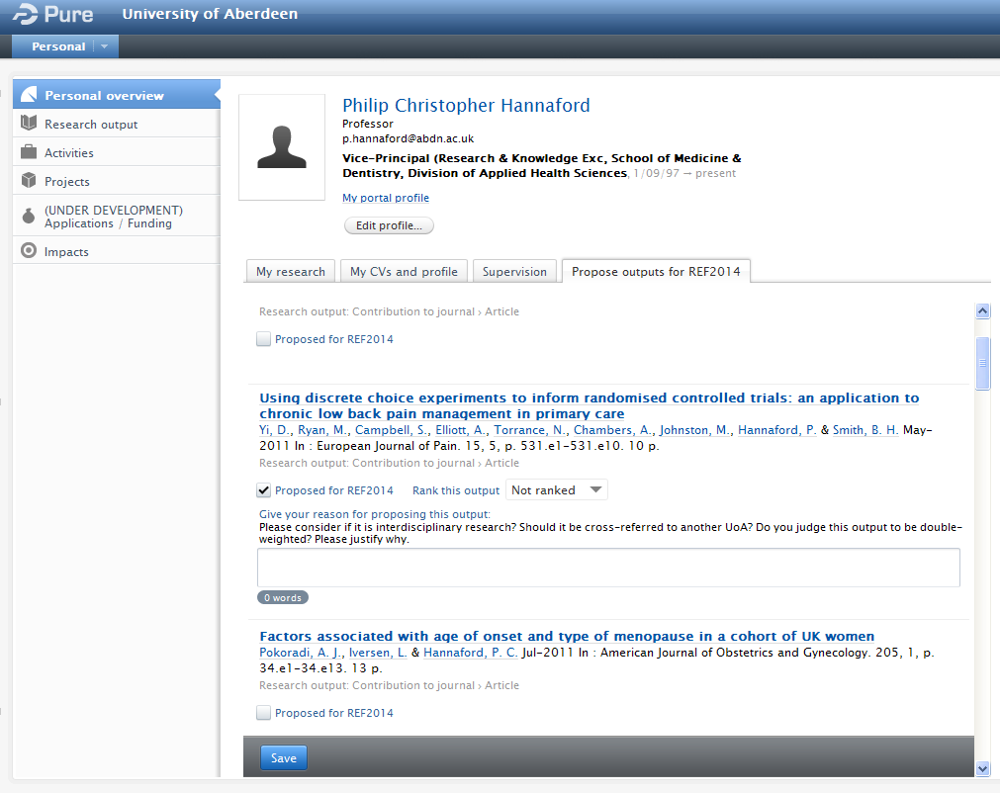 Pure University of Aberdeen
Personal
Personal overview
Research output
Activities
Projects
(UNDER DEVELOPMENT)
Applications / Funding
Impacts
Philip Christopher Hannaford
Professor
p.hannaford@abdn.ac.uk
Vice-Principal (Research & Knowledge Exc, School of Medicine &
Dentistry, Division of Applied Health Sciences, 1/09/97 → present
My portal profile
Edit profile...
My research My CVs and profile Supervision Propose outputs for REF2014
Research output: Contribution to journal › Article
Proposed for REF2014
Using discrete choice experiments to inform randomised controlled trials: an application to
chronic low back pain management in primary care
Yi, D., Ryan, M., Campbell, S., Elliott, A., Torrance, N., Chambers, A., Johnston, M., Hannaford, P. & Smith, B. H. May-
2011 In : European Journal of Pain. 15, 5, p. 531.e1-531.e10. 10 p.
Research output: Contribution to journal › Article
Proposed for REF2014 Rank this output Not ranked
Give your reason for proposing this output:
Please consider if it is interdisciplinary research? Should it be cross-referred to another UoA? Do you judge this output to be double-
weighted? Please justify why.
0 words
Factors associated with age of onset and type of menopause in a cohort of UK women
Pokoradi, A. J., Iversen, L. & Hannaford, P. C. Jul-2011 In : American Journal of Obstetrics and Gynecology. 205, 1, p.
34.e1-34.e13. 13 p.
Research output: Contribution to journal › Article
Proposed for REF2014
Save